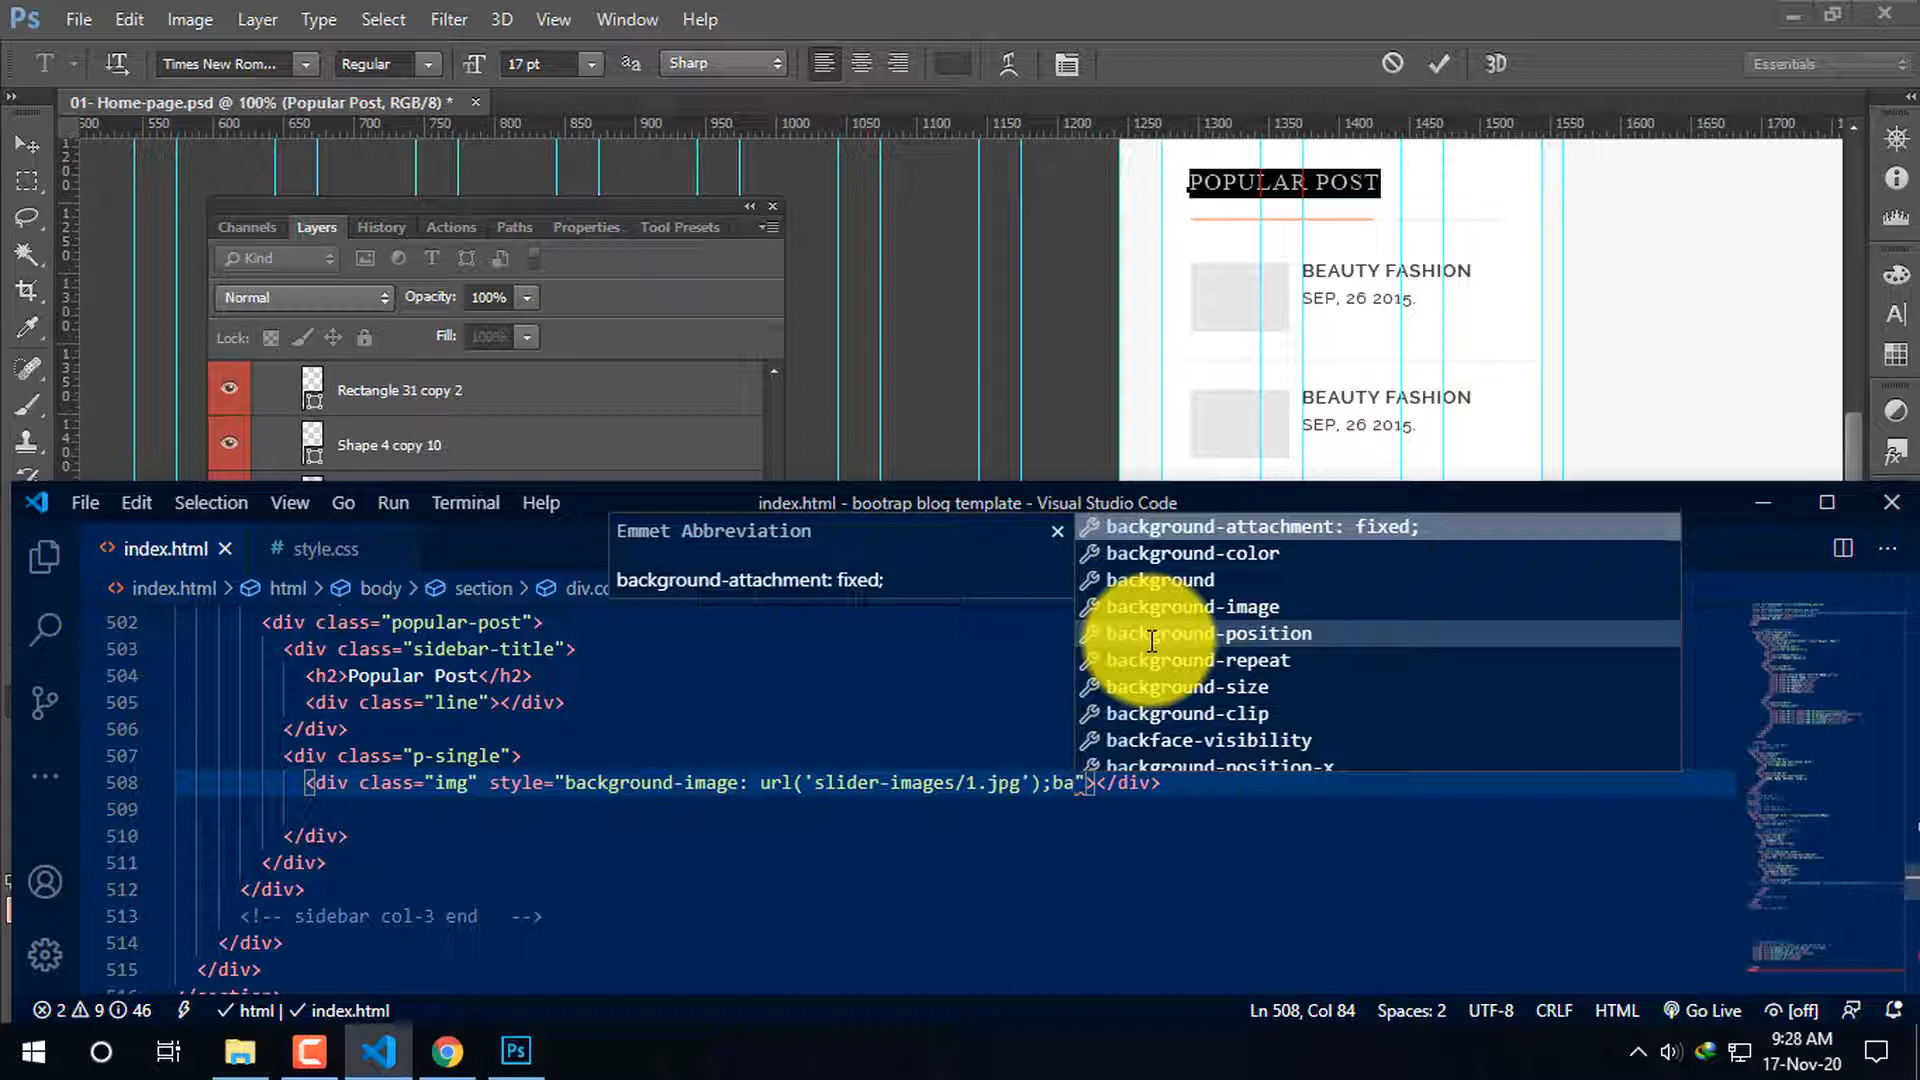 Ps File Edit Image Layer Type Select Filter 3D View Window Help
T Times New Rom... Regular 17 pt aa Sharp 3D Essentials
01- Home-page.psd @ 100% (Popular Post, RGB/8) * ×
500 550 600 650 700 750 800 850 900 950 1000 1050 1100 1150 1200 1250 1300 1350 1400 1450 1500 1550 1600 1650 1700
POPULAR POST
Channels Layers History Actions Paths Properties Tool Presets
Kind
Normal Opacity: 100%
Lock: Fill: 100%
BEAUTY FASHION
SEP, 26 2015.
Rectangle 31 copy 2
BEAUTY FASHION
SEP, 26 2015.
Shape 4 copy 10
File Edit Selection View Go Run Terminal Help index.html - bootrap blog template - Visual Studio Code
index.html # style.css
Emmet Abbreviation
background-attachment: fixed;
background-attachment: fixed;
background-color
background
background-image
background-position
background-repeat
background-size
background-clip
backface-visibility
background-position-x
index.html > html > body > section > div.co
502 <div class="popular-post">
503 <div class="sidebar-title">
504 <h2>Popular Post</h2>
505 <div class="line"></div>
506 </div>
507 <div class="p-single">
508 <div class="img" style="background-image: url('slider-images/1.jpg');ba"></div>
509
510 </div>
511 </div>
512 </div>
513 <!-- sidebar col-3 end -->
514 </div>
515 </div>
2 9 46 html | index.html Ln 508, Col 84 Spaces: 2 UTF-8 CRLF HTML Go Live [off]
Ps 9:28 AM
17-Nov-20